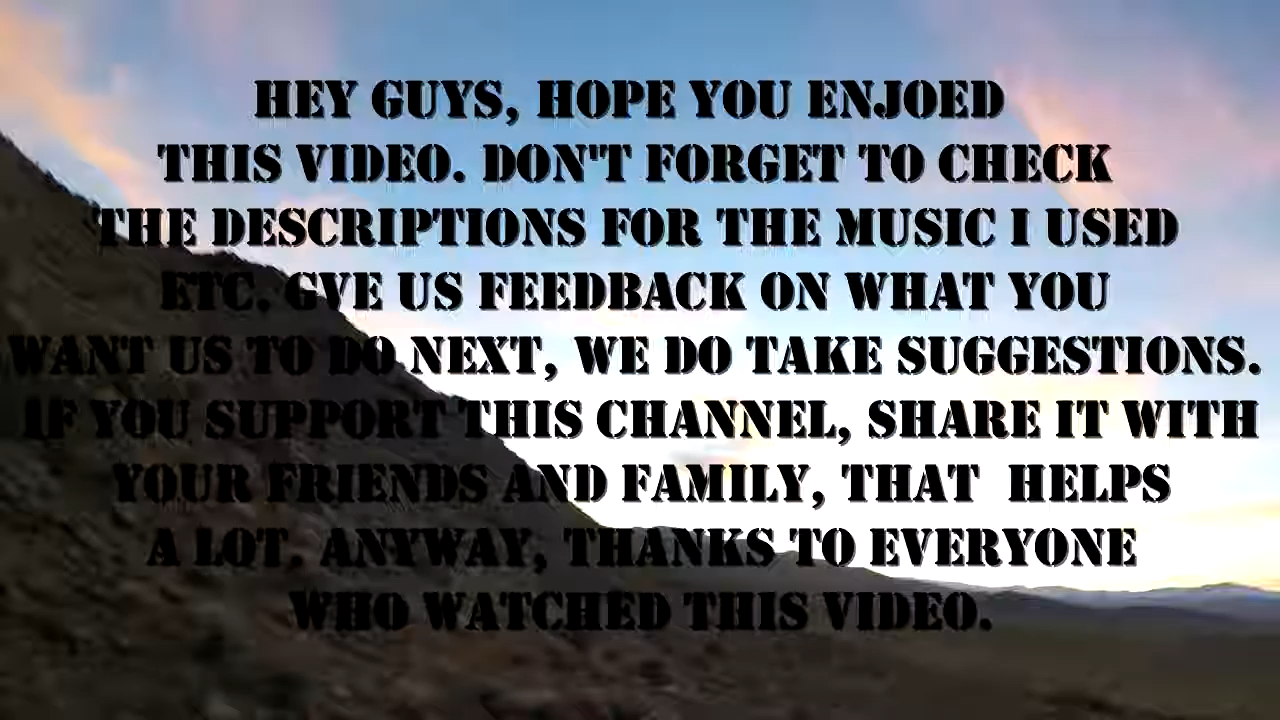 HEY GUYS, HOPE YOU ENJOED
THIS VIDEO. DON'T FORGET TO CHECK
THE DESCRIPTIONS FOR THE MUSIC I USED
ETC. GVE US FEEDBACK ON WHAT YOU
WANT US TO DO NEXT, WE DO TAKE SUGGESTIONS.
IF YOU SUPPORT THIS CHANNEL, SHARE IT WITH
YOUR FRIENDS AND FAMILY, THAT HELPS
A LOT. ANYWAY, THANKS TO EVERYONE
WHO WATCHED THIS VIDEO.